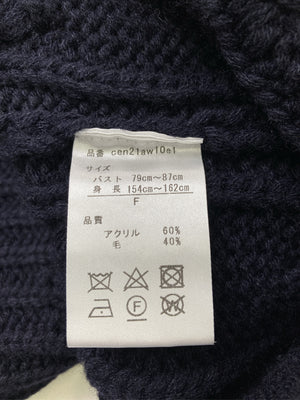 品番 cen21aw10e1
サイズ
バスト 79cm～87cm
身 長 154cm～162cm
F
品質
アクリル 60%
毛 40%
F